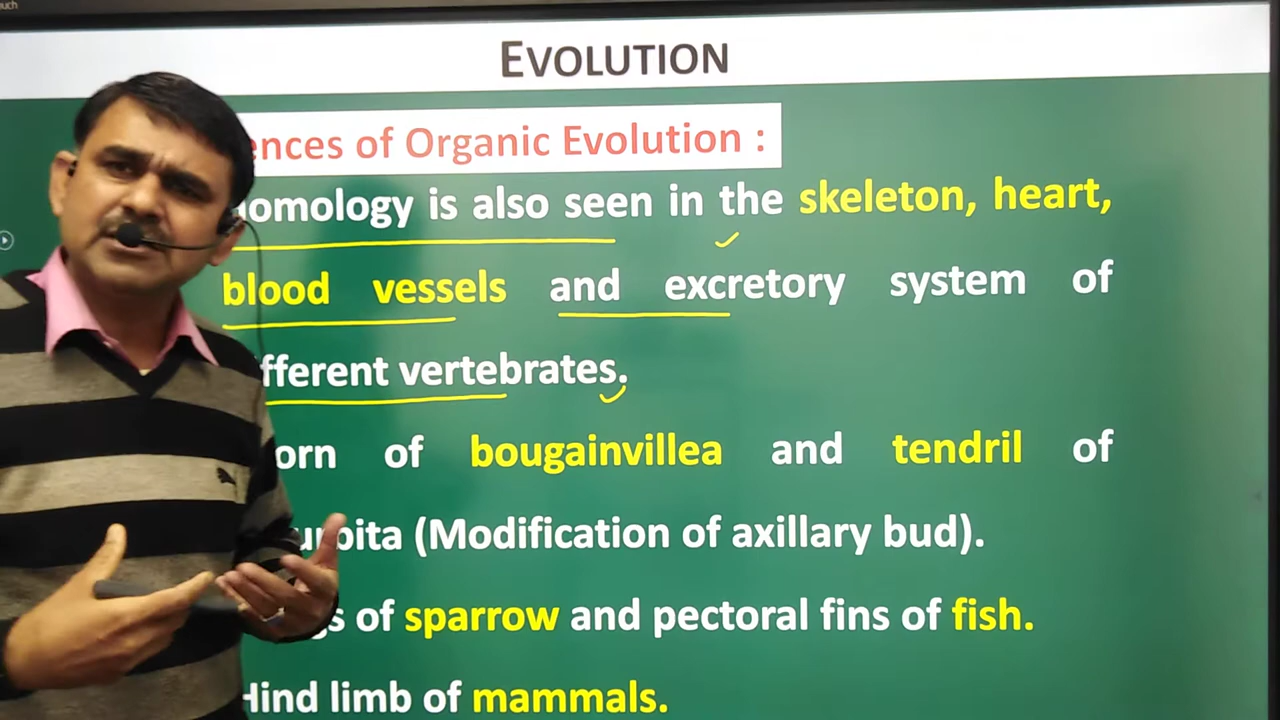 EVOLUTION
ences of Organic Evolution :
omology is also seen in the skeleton, heart,
blood vessels and excretory system of
fferent vertebrates.
orn of bougainvillea and tendril of
urbita (Modification of axillary bud).
gs of sparrow and pectoral fins of fish.
Hind limb of mammals.